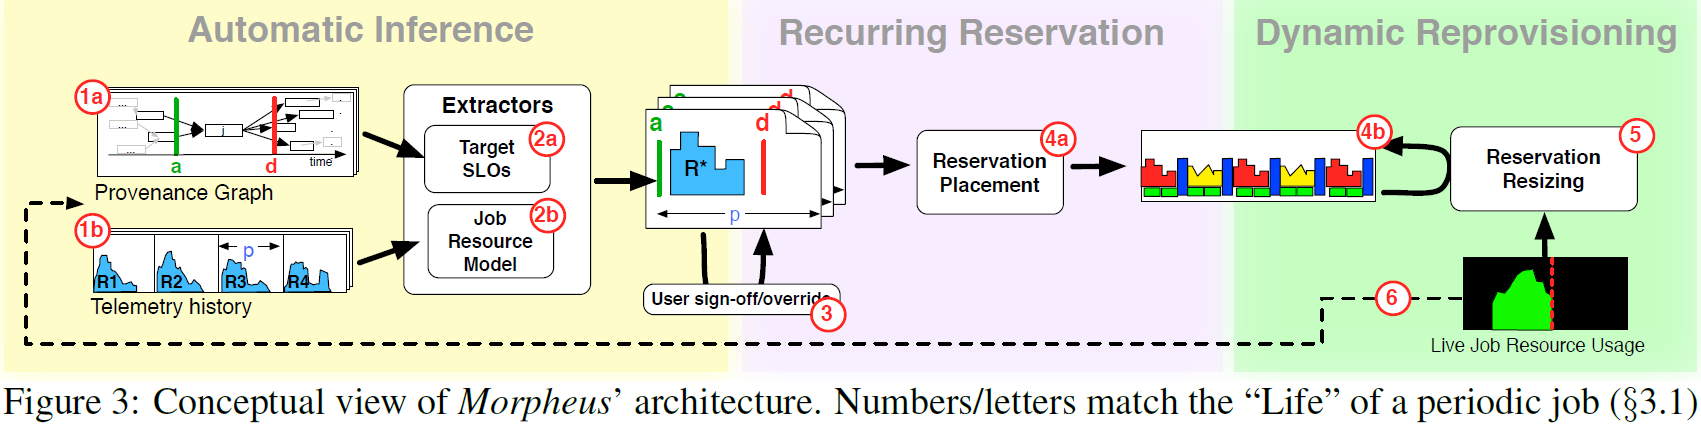 Automatic Inference
Recurring Reservation
Dynamic Reprovisioning
1a
...
...
...
j
...
a
d
time
Provenance Graph
1b
p
R1
R2
R3
R4
Telemetry history
Extractors
Target
SLOs
2a
Job
Resource
Model
2b
a
d
a
d
a
d
R*
p
User sign-off/override
3
Reservation
Placement
4a
4b
Reservation
Resizing
5
6
Live Job Resource Usage
Figure 3: Conceptual view of Morpheus’ architecture. Numbers/letters match the “Life” of a periodic job (§3.1)